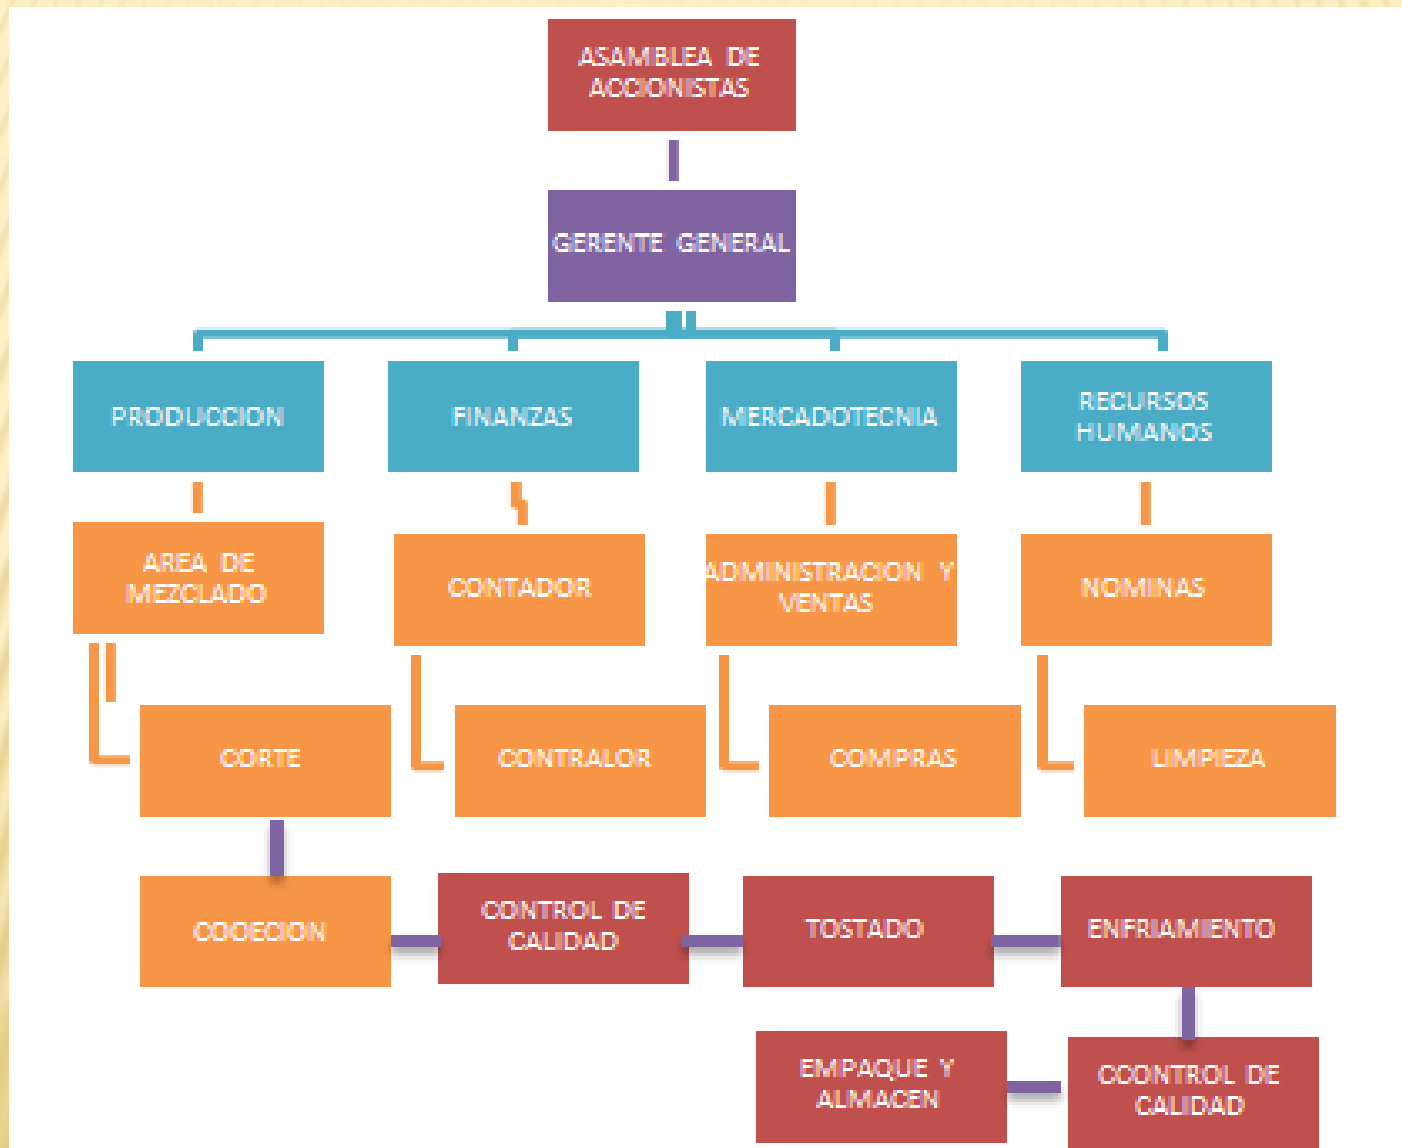 ASAMBLEA DE
ACCIONISTAS
GERENTE GENERAL
PRODUCCION
FINANZAS
MERCADOTECNIA
RECURSOS
HUMANOS
AREA DE
MEZCLADO
CONTADOR
ADMINISTRACION Y
VENTAS
NOMINAS
CORTE
CONTRALOR
COMPRAS
LIMPIEZA
COOECION
CONTROL DE
CALIDAD
TOSTADO
ENFRIAMIENTO
EMPAQUE Y
ALMACEN
CCONTROL DE
CALIDAD